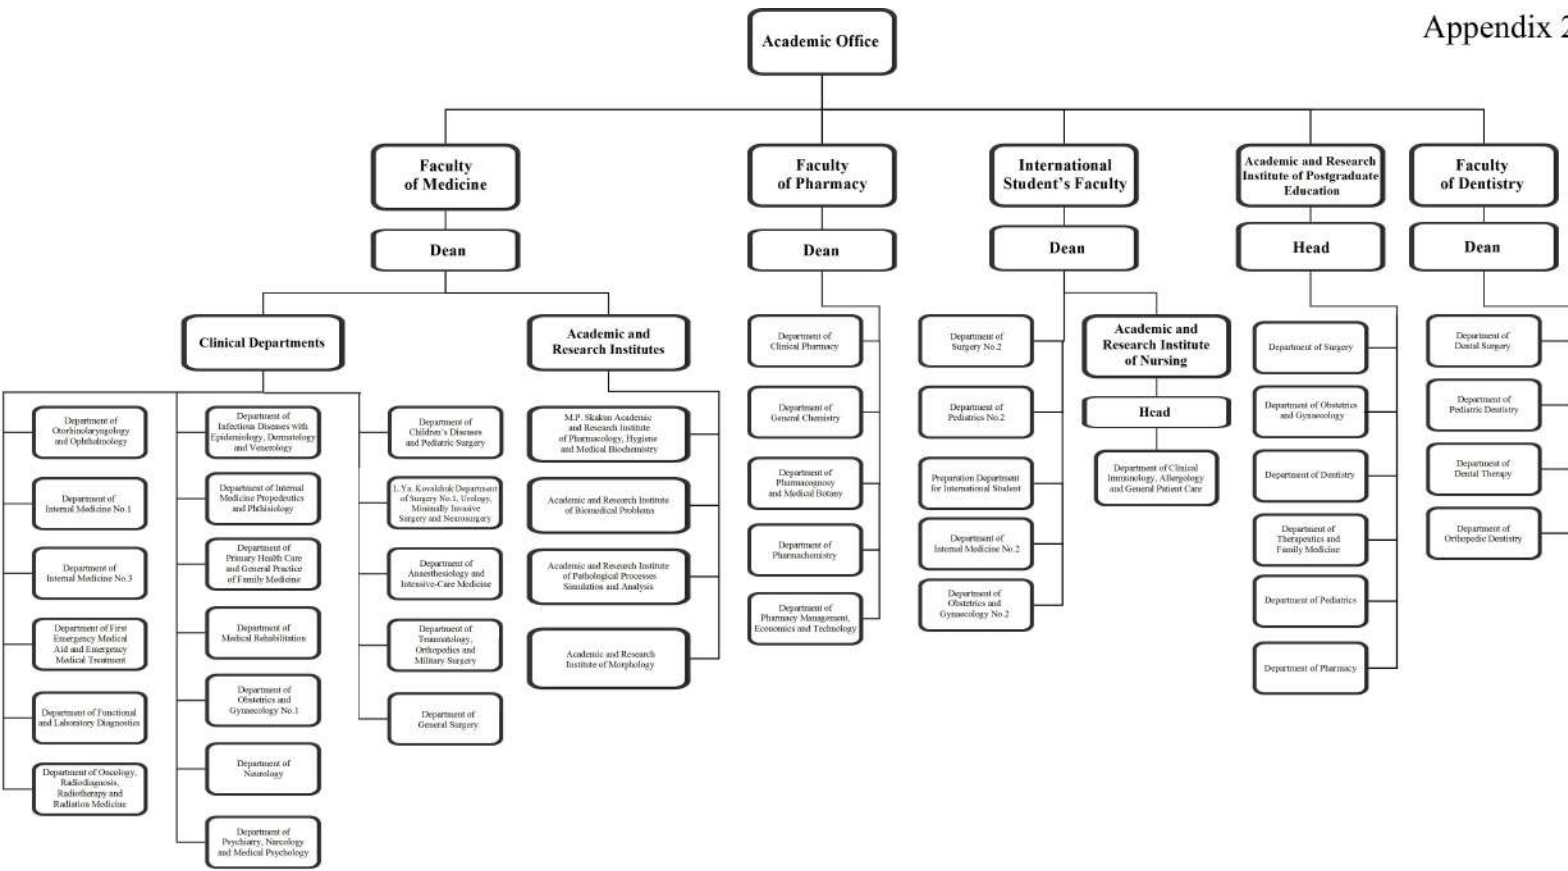 Appendix 2
Academic Office
Faculty
of Medicine
Faculty
of Pharmacy
International
Student's Faculty
Academic and Research
Institute of Postgraduate
Education
Faculty
of Dentistry
Dean
Dean
Dean
Head
Dean
Clinical Departments
Academic and
Research Institutes
Department of
Otorhinolaryngology
and Ophthalmology
Department of
Internal Medicine No.1
Department of
Internal Medicine No.3
Department of First
Emergency Medical
Aid and Emergency
Medical Treatment
Department of Functional
and Laboratory Diagnostics
Department of Oncology,
Radiodiagnosis,
Radiotherapy and
Radiation Medicine
Department of
Infectious Diseases with
Epidemiology, Dermatology
and Venerology
Department of Internal
Medicine Propedeutics
and Phthisiology
Department of
Primary Health Care
and General Practice
of Family Medicine
Department of
Medical Rehabilitation
Department of
Obstetrics and
Gynaecology No.1
Department of
Neurology
Department of
Psychiatry, Narcology
and Medical Psychology
Department of
Children's Diseases
and Pediatric Surgery
L.Ya. Kovalchuk Department
of Surgery No.1, Urology,
Minimally Invasive
Surgery and Neurosurgery
Department of
Anaesthesiology and
Intensive-Care Medicine
Department of
Traumatology,
Orthopedics and
Military Surgery
Department of
General Surgery
M.P. Skakun Academic
and Research Institute
of Pharmacology, Hygiene
and Medical Biochemistry
Academic and Research Institute
of Biomedical Problems
Academic and Research Institute
of Pathological Processes
Simulation and Analysis
Academic and Research
Institute of Morphology
Department of
Clinical Pharmacy
Department of
General Chemistry
Department of
Pharmacognosy
and Medical Botany
Department of
Pharmachemistry
Department of
Pharmacy Management,
Economics and Technology
Department of
Surgery No.2
Department of
Pediatrics No.2
Preparation Department
for International Student
Department of
Internal Medicine No.2
Department of
Obstetrics and
Gynaecology No.2
Academic and
Research Institute
of Nursing
Head
Department of Clinical
Immunology, Allergology
and General Patient Care
Department of Surgery
Department of Obstetrics
and Gynaecology
Department of Dentistry
Department of
Therapeutics and
Family Medicine
Department of Pediatrics
Department of Pharmacy
Department of
Dental Surgery
Department of
Pediatric Dentistry
Department of
Dental Therapy
Department of
Orthopedic Dentistry